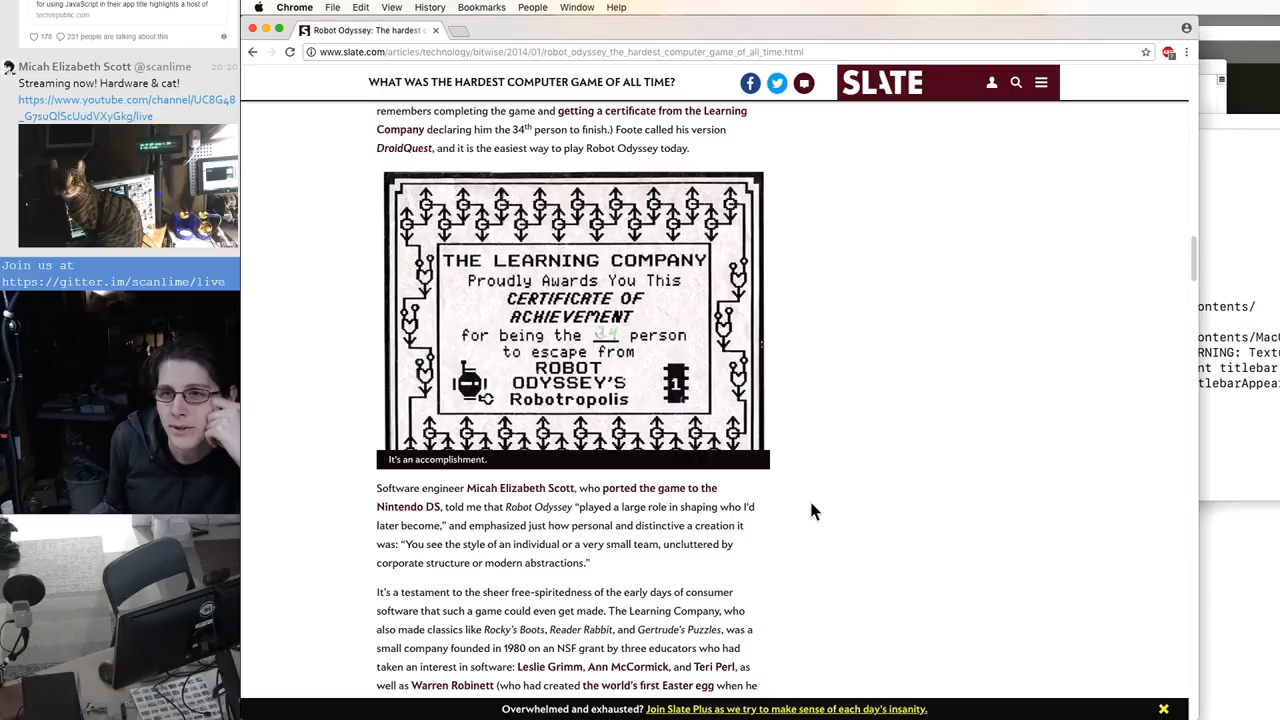 Chrome File Edit View History Bookmarks People Window Help
for using JavaScript in their app title highlights a host of
techrepublic.com
178 231 people are talking about this
Micah Elizabeth Scott @scanlime 20:20
Streaming now! Hardware & cat!
https://www.youtube.com/channel/UC8G48
_G7suQlScUudVXyGkg/live
Join us at
https://gitter.im/scanlime/live
Robot Odyssey: The hardest c
www.slate.com/articles/technology/bitwise/2014/01/robot_odyssey_the_hardest_computer_game_of_all_time.html
WHAT WAS THE HARDEST COMPUTER GAME OF ALL TIME?
SLATE
remembers completing the game and getting a certificate from the Learning
Company declaring him the 34th person to finish.) Foote called his version
DroidQuest, and it is the easiest way to play Robot Odyssey today.
THE LEARNING COMPANY
Proudly Awards You This
CERTIFICATE OF
ACHIEVEMENT
for being the 34 person
to escape from
ROBOT
ODYSSEY'S
Robotropolis
1
It's an accomplishment.
Software engineer Micah Elizabeth Scott, who ported the game to the
Nintendo DS, told me that Robot Odyssey “played a large role in shaping who I'd
later become,” and emphasized just how personal and distinctive a creation it
was: “You see the style of an individual or a very small team, uncluttered by
corporate structure or modern abstractions.”
It’s a testament to the sheer free-spiritedness of the early days of consumer
software that such a game could even get made. The Learning Company, who
also made classics like Rocky's Boots, Reader Rabbit, and Gertrude's Puzzles, was a
small company founded in 1980 on an NSF grant by three educators who had
taken an interest in software: Leslie Grimm, Ann McCormick, and Teri Perl, as
well as Warren Robinett (who had created the world’s first Easter egg when he
Overwhelmed and exhausted? Join Slate Plus as we try to make sense of each day's insanity.
ontents/
ontents/MacO
RNING: Textu
nt titlebar
tlebarAppear